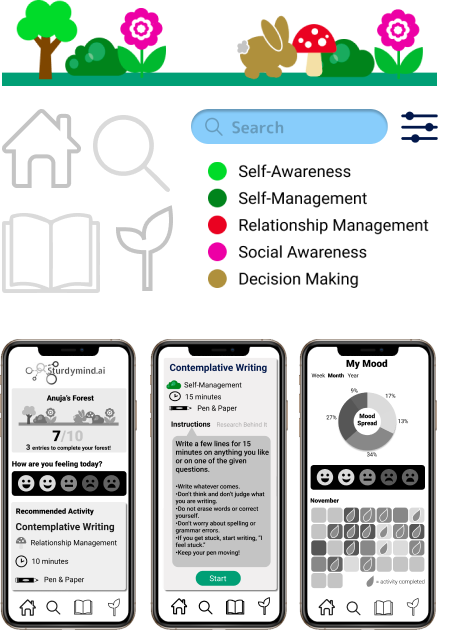 Search
Self-Awareness
Self-Management
Relationship Management
Social Awareness
Decision Making
Sturdymind.ai
Anuja's Forest
7/10
3 entries to complete your forest!
How are you feeling today?
Recommended Activity
Contemplative Writing
Relationship Management
10 minutes
Pen & Paper
Contemplative Writing
Self-Management
15 minutes
Pen & Paper
Instructions Research Behind It
Write a few lines for 15
minutes on anything you like
or on one of the given
questions.
•Write whatever comes.
•Don't think and don't judge what
you are writing.
•Do not erase words or correct
yourself.
•Don't worry about spelling or
grammar errors.
•If you get stuck, start writing, "I
feel stuck."
•Keep your pen moving!
Start
My Mood
Week Month Year
9%
17%
27%
Mood
Spread
13%
34%
November
= activity completed